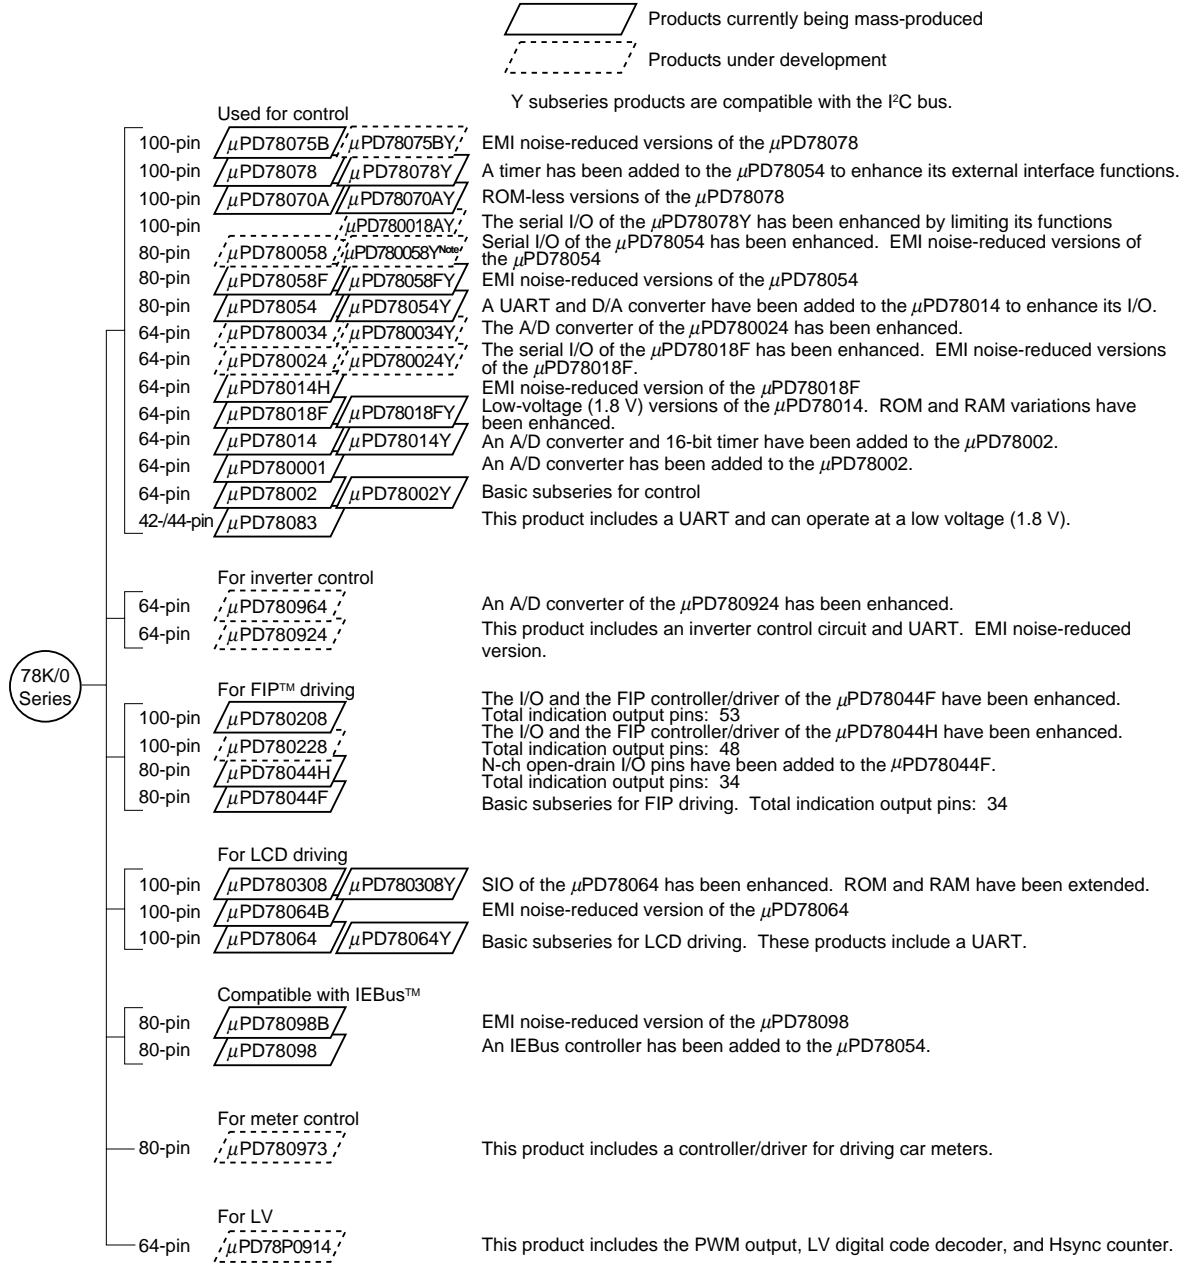 Products currently being mass-produced
Products under development
Y subseries products are compatible with the I²C bus.
Used for control
100-pin μPD78075B μPD78075BY EMI noise-reduced versions of the μPD78078
100-pin μPD78078 μPD78078Y A timer has been added to the μPD78054 to enhance its external interface functions.
100-pin μPD78070A μPD78070AY ROM-less versions of the μPD78078
100-pin μPD780018AY The serial I/O of the μPD78078Y has been enhanced by limiting its functions
80-pin μPD780058 μPD780058Y Note Serial I/O of the μPD78054 has been enhanced. EMI noise-reduced versions of
the μPD78054
80-pin μPD78058F μPD78058FY EMI noise-reduced versions of the μPD78054
80-pin μPD78054 μPD78054Y A UART and D/A converter have been added to the μPD78014 to enhance its I/O.
64-pin μPD780034 μPD780034Y The A/D converter of the μPD780024 has been enhanced.
64-pin μPD780024 μPD780024Y The serial I/O of the μPD78018F has been enhanced. EMI noise-reduced versions
of the μPD78018F.
64-pin μPD78014H EMI noise-reduced version of the μPD78018F
64-pin μPD78018F μPD78018FY Low-voltage (1.8 V) versions of the μPD78014. ROM and RAM variations have
been enhanced.
64-pin μPD78014 μPD78014Y An A/D converter and 16-bit timer have been added to the μPD78002.
64-pin μPD780001 An A/D converter has been added to the μPD78002.
64-pin μPD78002 μPD78002Y Basic subseries for control
42-/44-pin μPD78083 This product includes a UART and can operate at a low voltage (1.8 V).
For inverter control
64-pin μPD780964 An A/D converter of the μPD780924 has been enhanced.
64-pin μPD780924 This product includes an inverter control circuit and UART. EMI noise-reduced
version.
78K/0
Series
For FIP™ driving
100-pin μPD780208 The I/O and the FIP controller/driver of the μPD78044F have been enhanced.
Total indication output pins: 53
100-pin μPD780228 The I/O and the FIP controller/driver of the μPD78044H have been enhanced.
Total indication output pins: 48
80-pin μPD78044H N-ch open-drain I/O pins have been added to the μPD78044F.
Total indication output pins: 34
80-pin μPD78044F Basic subseries for FIP driving. Total indication output pins: 34
For LCD driving
100-pin μPD780308 μPD780308Y SIO of the μPD78064 has been enhanced. ROM and RAM have been extended.
100-pin μPD78064B EMI noise-reduced version of the μPD78064
100-pin μPD78064 μPD78064Y Basic subseries for LCD driving. These products include a UART.
Compatible with IEBus™
80-pin μPD78098B EMI noise-reduced version of the μPD78098
80-pin μPD78098 An IEBus controller has been added to the μPD78054.
For meter control
80-pin μPD780973 This product includes a controller/driver for driving car meters.
For LV
64-pin μPD78P0914 This product includes the PWM output, LV digital code decoder, and Hsync counter.